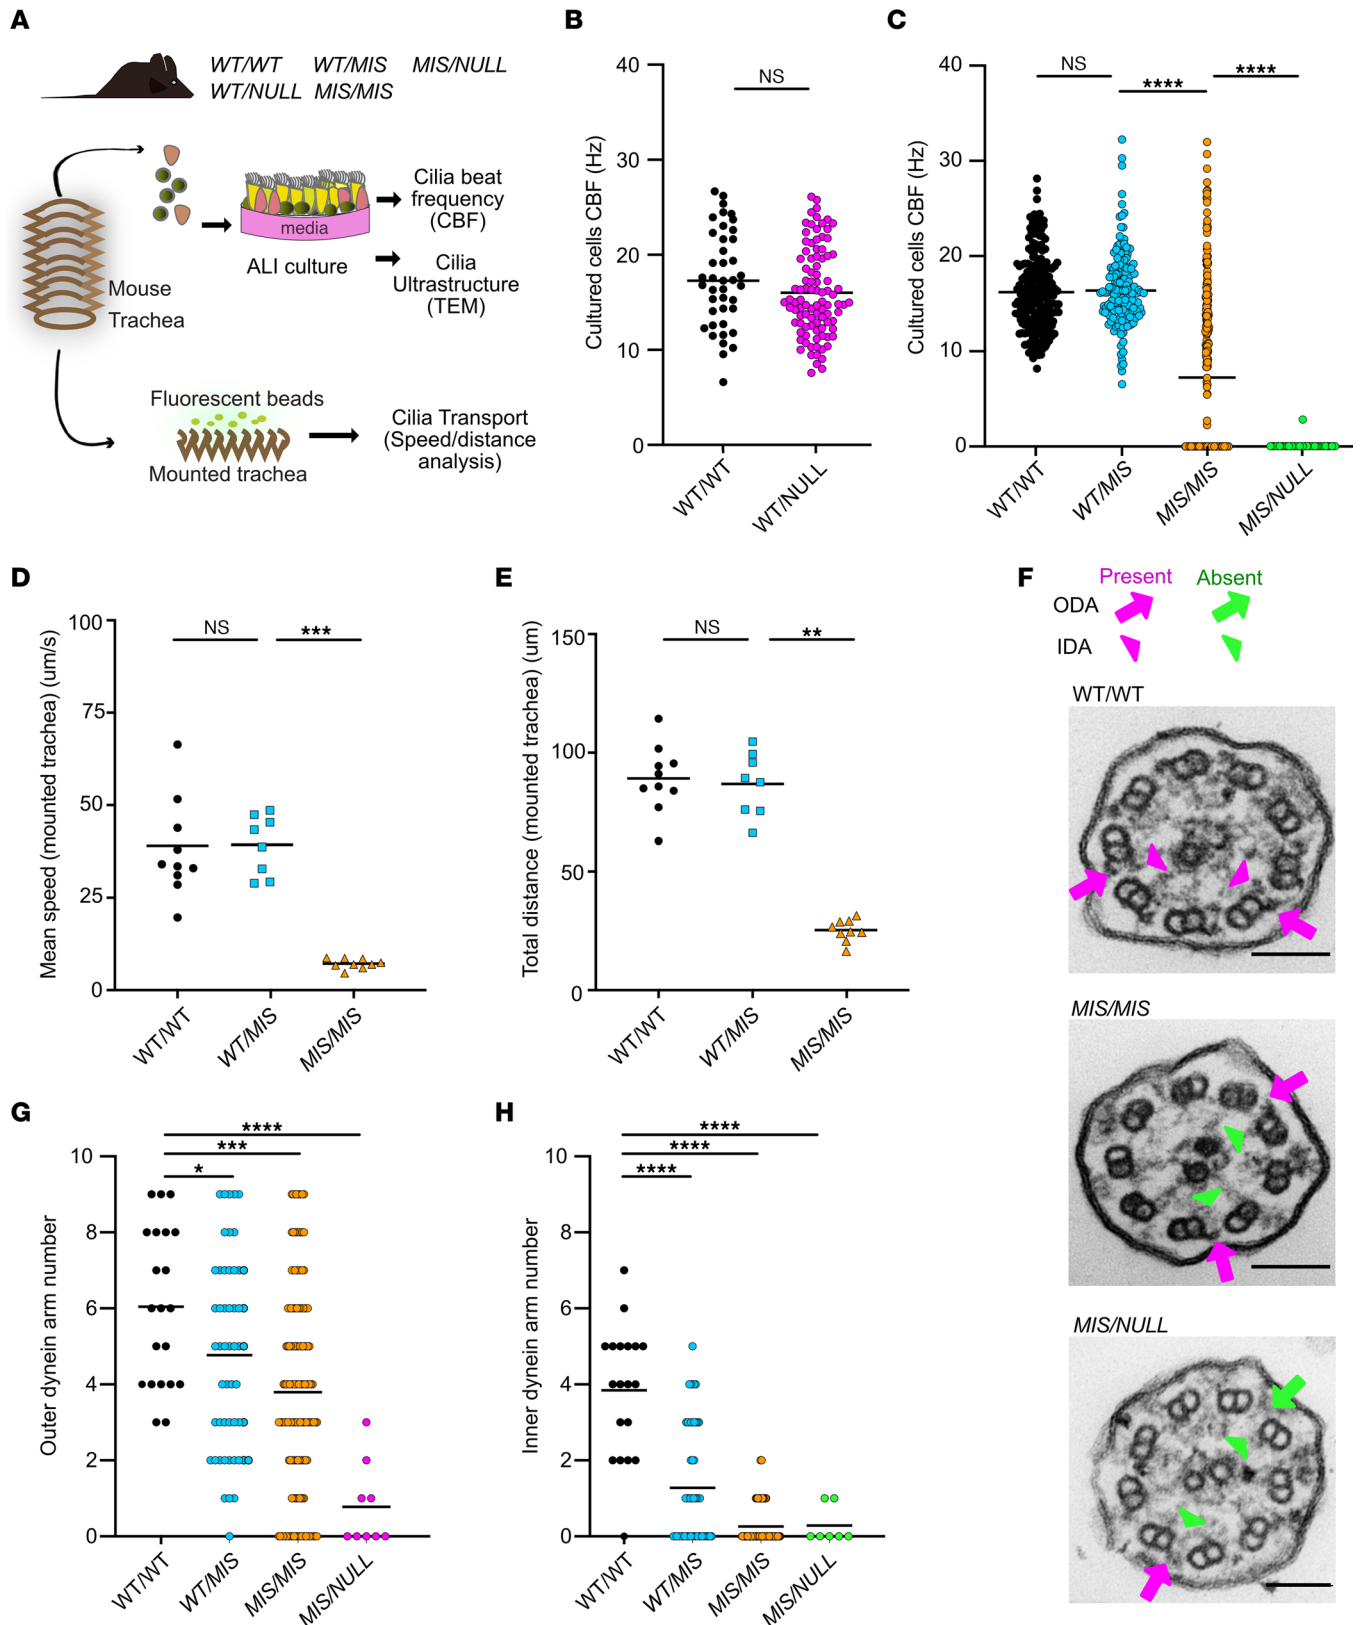 A
WT/WT WT/MIS MIS/NULL
WT/NULL MIS/MIS
Mouse
Trachea
media
ALI culture
Cilia beat
frequency
(CBF)
Cilia
Ultrastructure
(TEM)
Fluorescent beads
Mounted trachea
Cilia Transport
(Speed/distance
analysis)
B
Cultured cells CBF (Hz)
40
30
20
10
0
NS
WT/WT
WT/NULL
C
Cultured cells CBF (Hz)
40
30
20
10
0
NS
****
****
WT/WT
WT/MIS
MIS/MIS
MIS/NULL
D
Mean speed (mounted trachea) (um/s)
100
75
50
25
0
NS
***
WT/WT
WT/MIS
MIS/MIS
E
Total distance (mounted trachea) (um)
150
100
50
0
NS
**
WT/WT
WT/MIS
MIS/MIS
F
Present Absent
ODA
IDA
WT/WT
MIS/MIS
MIS/NULL
G
Outer dynein arm number
10
8
6
4
2
0
****
***
*
WT/WT
WT/MIS
MIS/MIS
MIS/NULL
H
Inner dynein arm number
10
8
6
4
2
0
****
****
****
WT/WT
WT/MIS
MIS/MIS
MIS/NULL